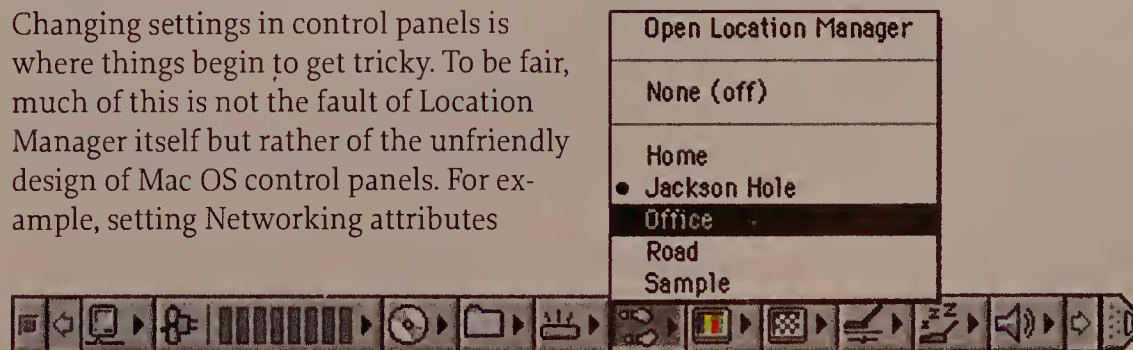 Changing settings in control panels is
where things begin to get tricky. To be fair,
much of this is not the fault of Location
Manager itself but rather of the unfriendly
design of Mac OS control panels. For ex-
ample, setting Networking attributes
Open Location Manager
None (off)
Home
Jackson Hole
Office
Road
Sample
zzz